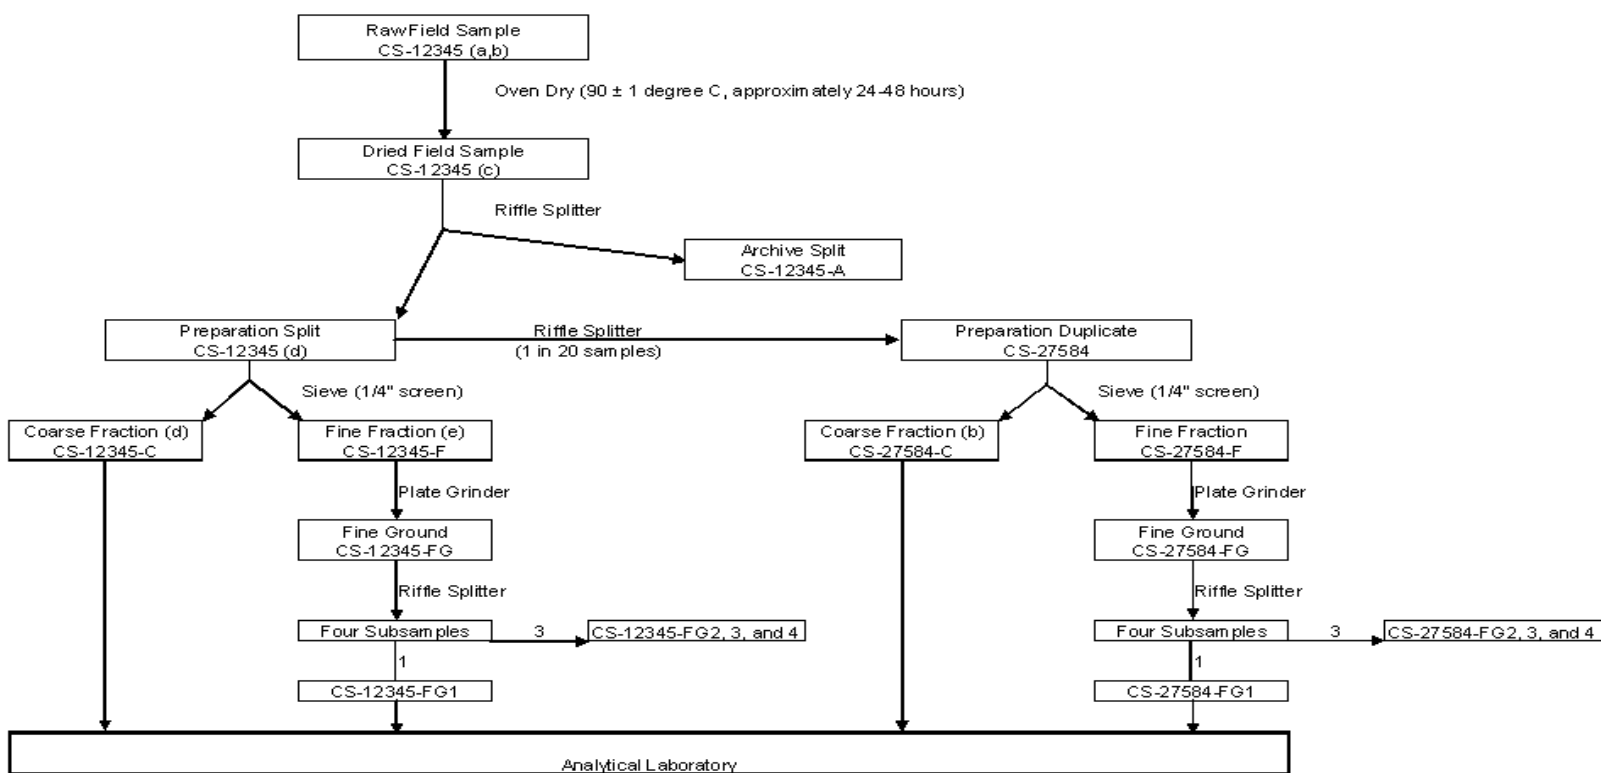 Raw Field Sample
CS-12345 (a,b)
Oven Dry (90 ± 1 degree C, approximately 24-48 hours)
Dried Field Sample
CS-12345 (c)
Riffle Splitter
Archive Split
CS-12345-A
Preparation Split
CS-12345 (d)
Riffle Splitter
(1 in 20 samples)
Preparation Duplicate
CS-27584
Sieve (1/4" screen)
Sieve (1/4" screen)
Coarse Fraction (d)
CS-12345-C
Fine Fraction (e)
CS-12345-F
Coarse Fraction (b)
CS-27584-C
Fine Fraction
CS-27584-F
Plate Grinder
Plate Grinder
Fine Ground
CS-12345-FG
Fine Ground
CS-27584-FG
Riffle Splitter
Riffle Splitter
Four Subsamples
3
CS-12345-FG2, 3, and 4
Four Subsamples
3
CS-27584-FG2, 3, and 4
1
1
CS-12345-FG1
CS-27584-FG1
Analytical Laboratory